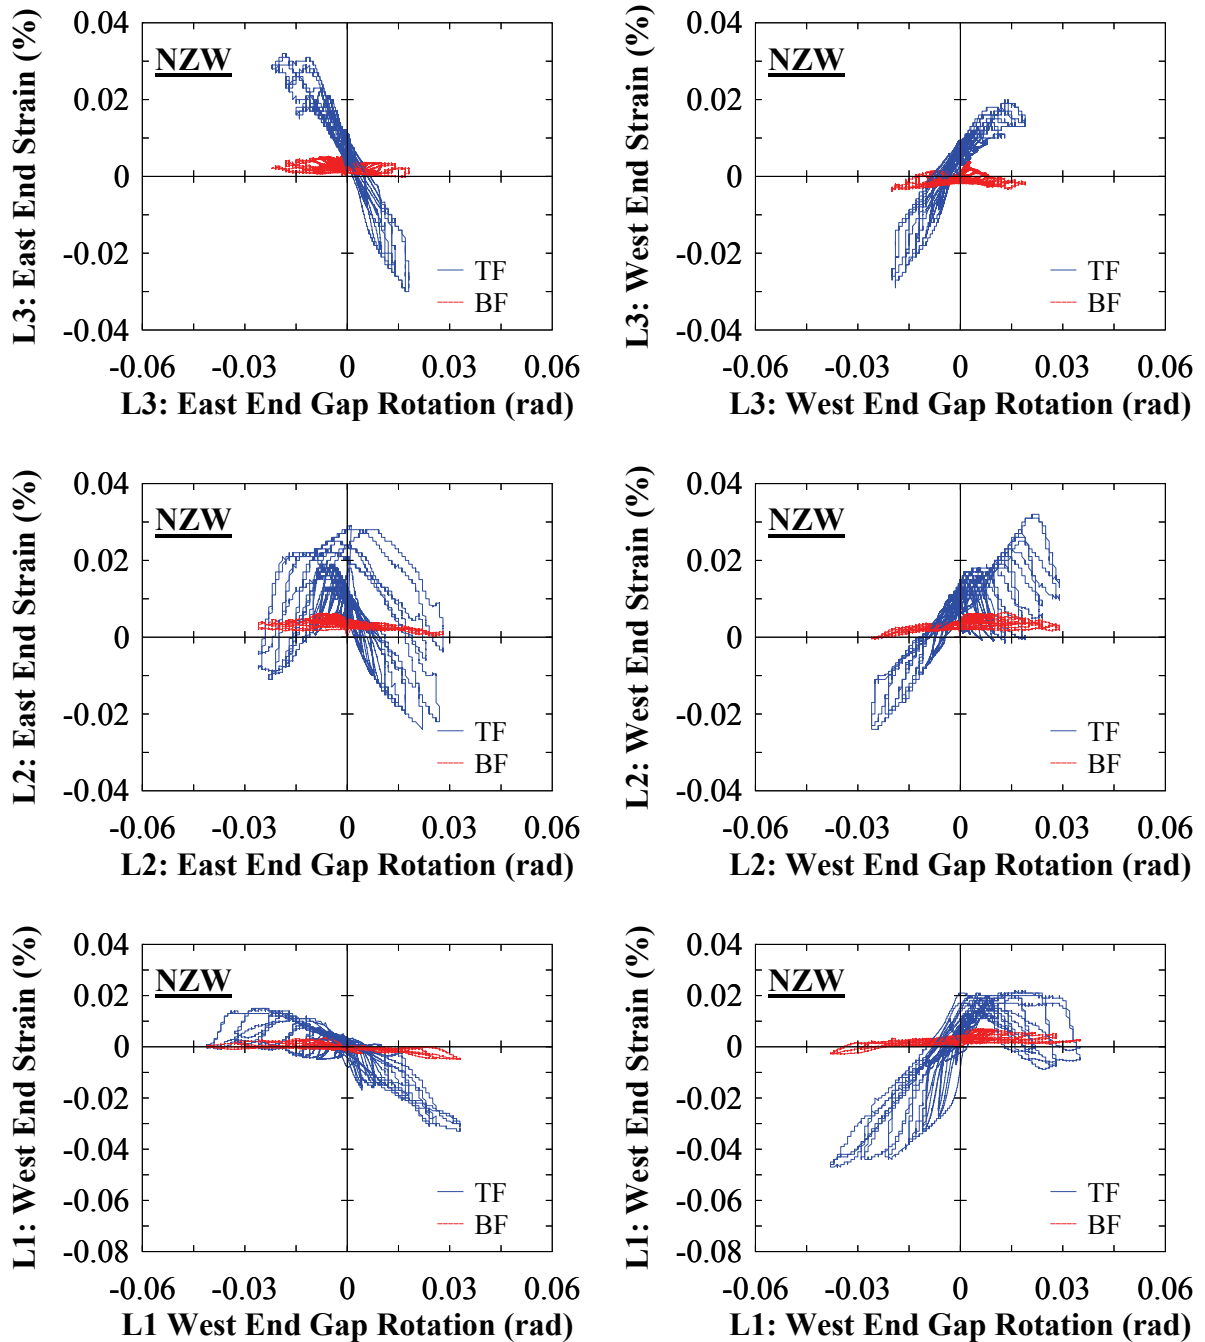 L3: East End Strain (%)
0.04
0.02
0
-0.02
-0.04
NZW
TF
BF
-0.06 -0.03 0 0.03 0.06
L3: East End Gap Rotation (rad)
L3: West End Strain (%)
0.04
0.02
0
-0.02
-0.04
NZW
TF
BF
-0.06 -0.03 0 0.03 0.06
L3: West End Gap Rotation (rad)
L2: East End Strain (%)
0.04
0.02
0
-0.02
-0.04
NZW
TF
BF
-0.06 -0.03 0 0.03 0.06
L2: East End Gap Rotation (rad)
L2: West End Strain (%)
0.04
0.02
0
-0.02
-0.04
NZW
TF
BF
-0.06 -0.03 0 0.03 0.06
L2: West End Gap Rotation (rad)
L1: West End Strain (%)
0.04
0.02
0
-0.02
-0.04
-0.06
-0.08
NZW
TF
BF
-0.06 -0.03 0 0.03 0.06
L1 West End Gap Rotation (rad)
L1: West End Strain (%)
0.04
0.02
0
-0.02
-0.04
-0.06
-0.08
NZW
TF
BF
-0.06 -0.03 0 0.03 0.06
L1: West End Gap Rotation (rad)